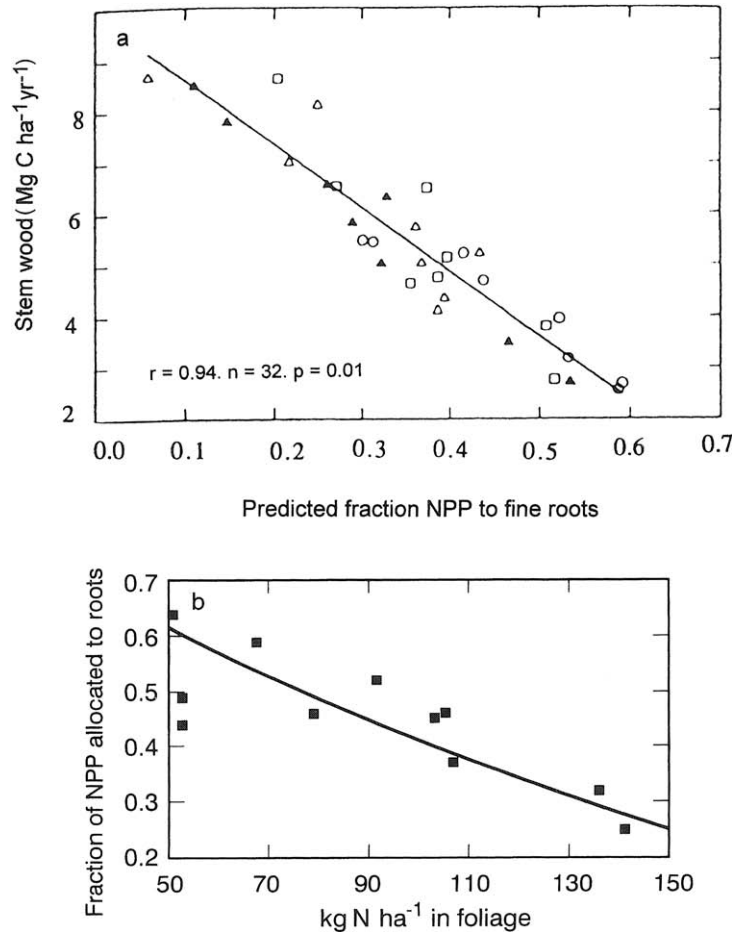 a
8
6
4
2
Stem wood (Mg C ha⁻¹yr⁻¹)
r = 0.94. n = 32. p = 0.01
0.0 0.1 0.2 0.3 0.4 0.5 0.6 0.7
Predicted fraction NPP to fine roots
b
0.7
0.6
0.5
0.4
0.3
0.2
Fraction of NPP allocated to roots
50 70 90 110 130 150
kg N ha⁻¹ in foliage